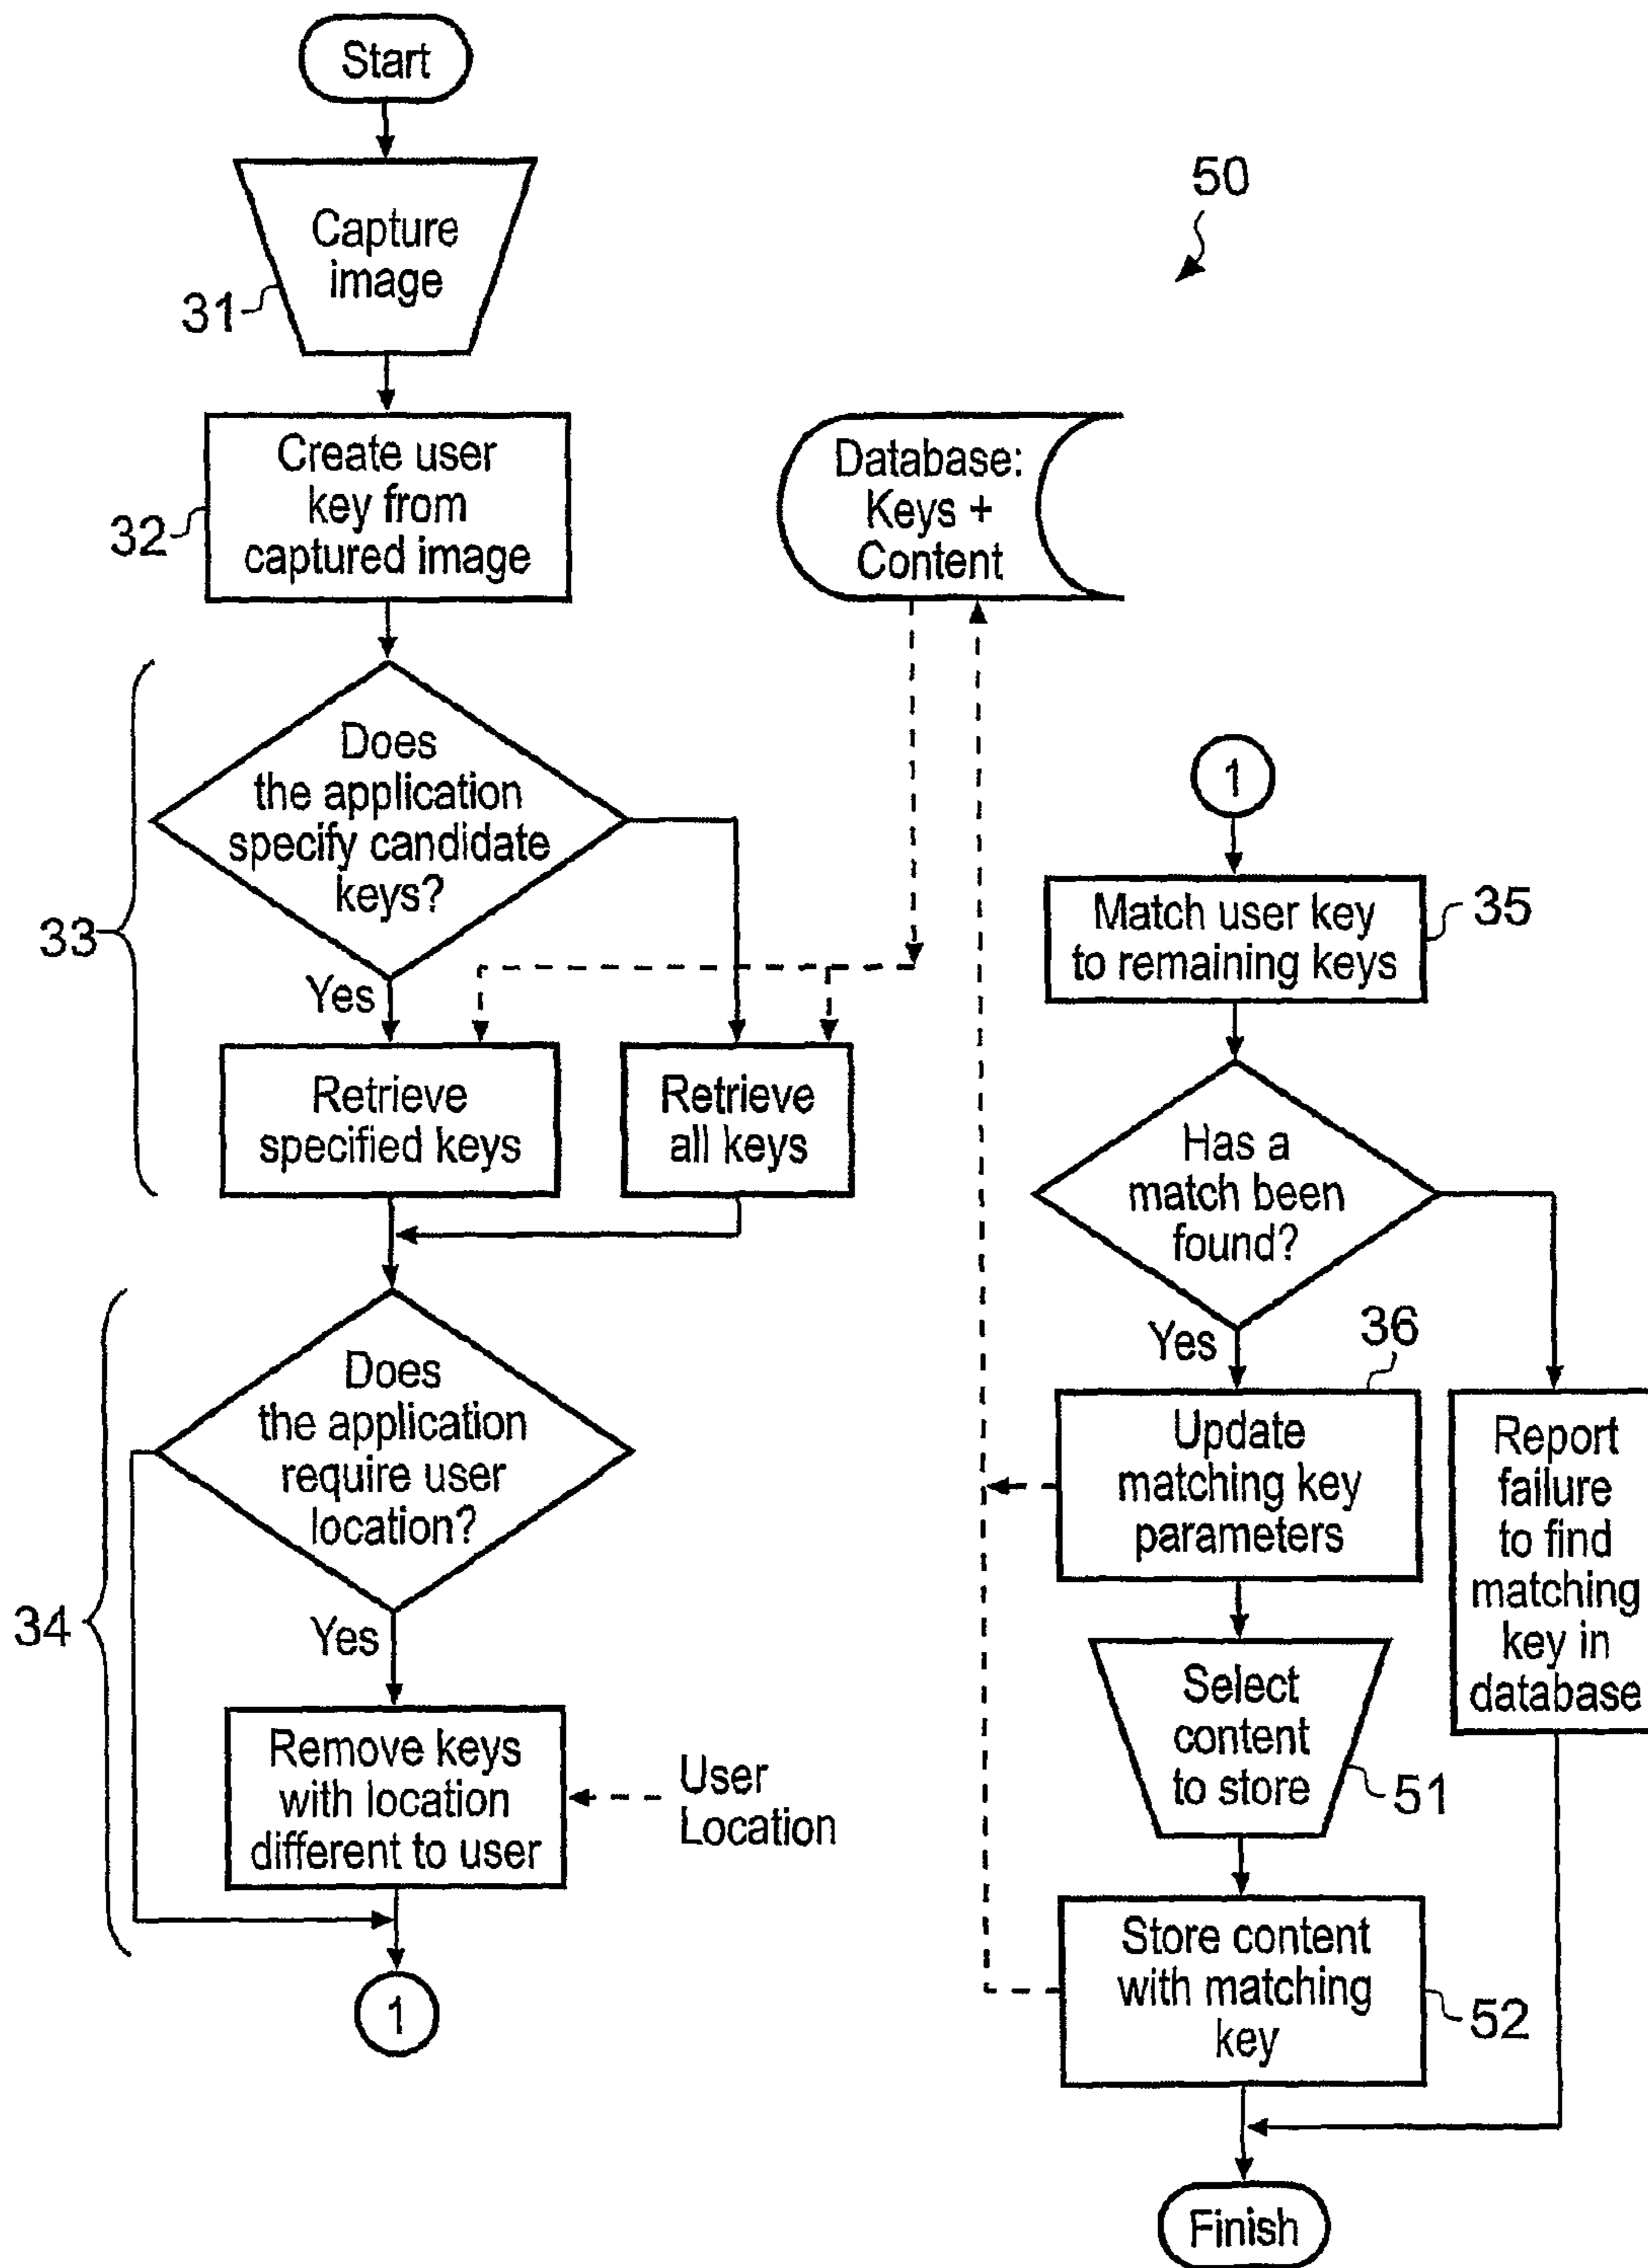 Start
Capture
image
31
Create user
key from
captured image
32
Does
the application
specify candidate
keys?
33
Yes
Retrieve
specified keys
Retrieve
all keys
Does
the application
require user
location?
34
Yes
Remove keys
with location
different to user
User
Location
1
50
Database:
Keys +
Content
1
Match user key
to remaining keys
35
Has a
match been
found?
Yes
36
Update
matching key
parameters
Report
failure
to find
matching
key in
database
Select
content
to store
51
Store content
with matching
key
52
Finish